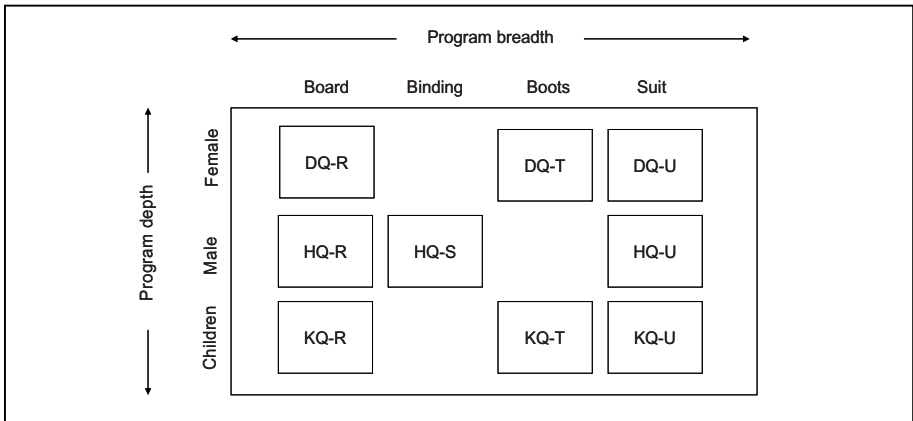 Program breadth
Board Binding Boots Suit
Program depth
Female
DQ-R DQ-T DQ-U
Male
HQ-R HQ-S HQ-U
Children
KQ-R KQ-T KQ-U